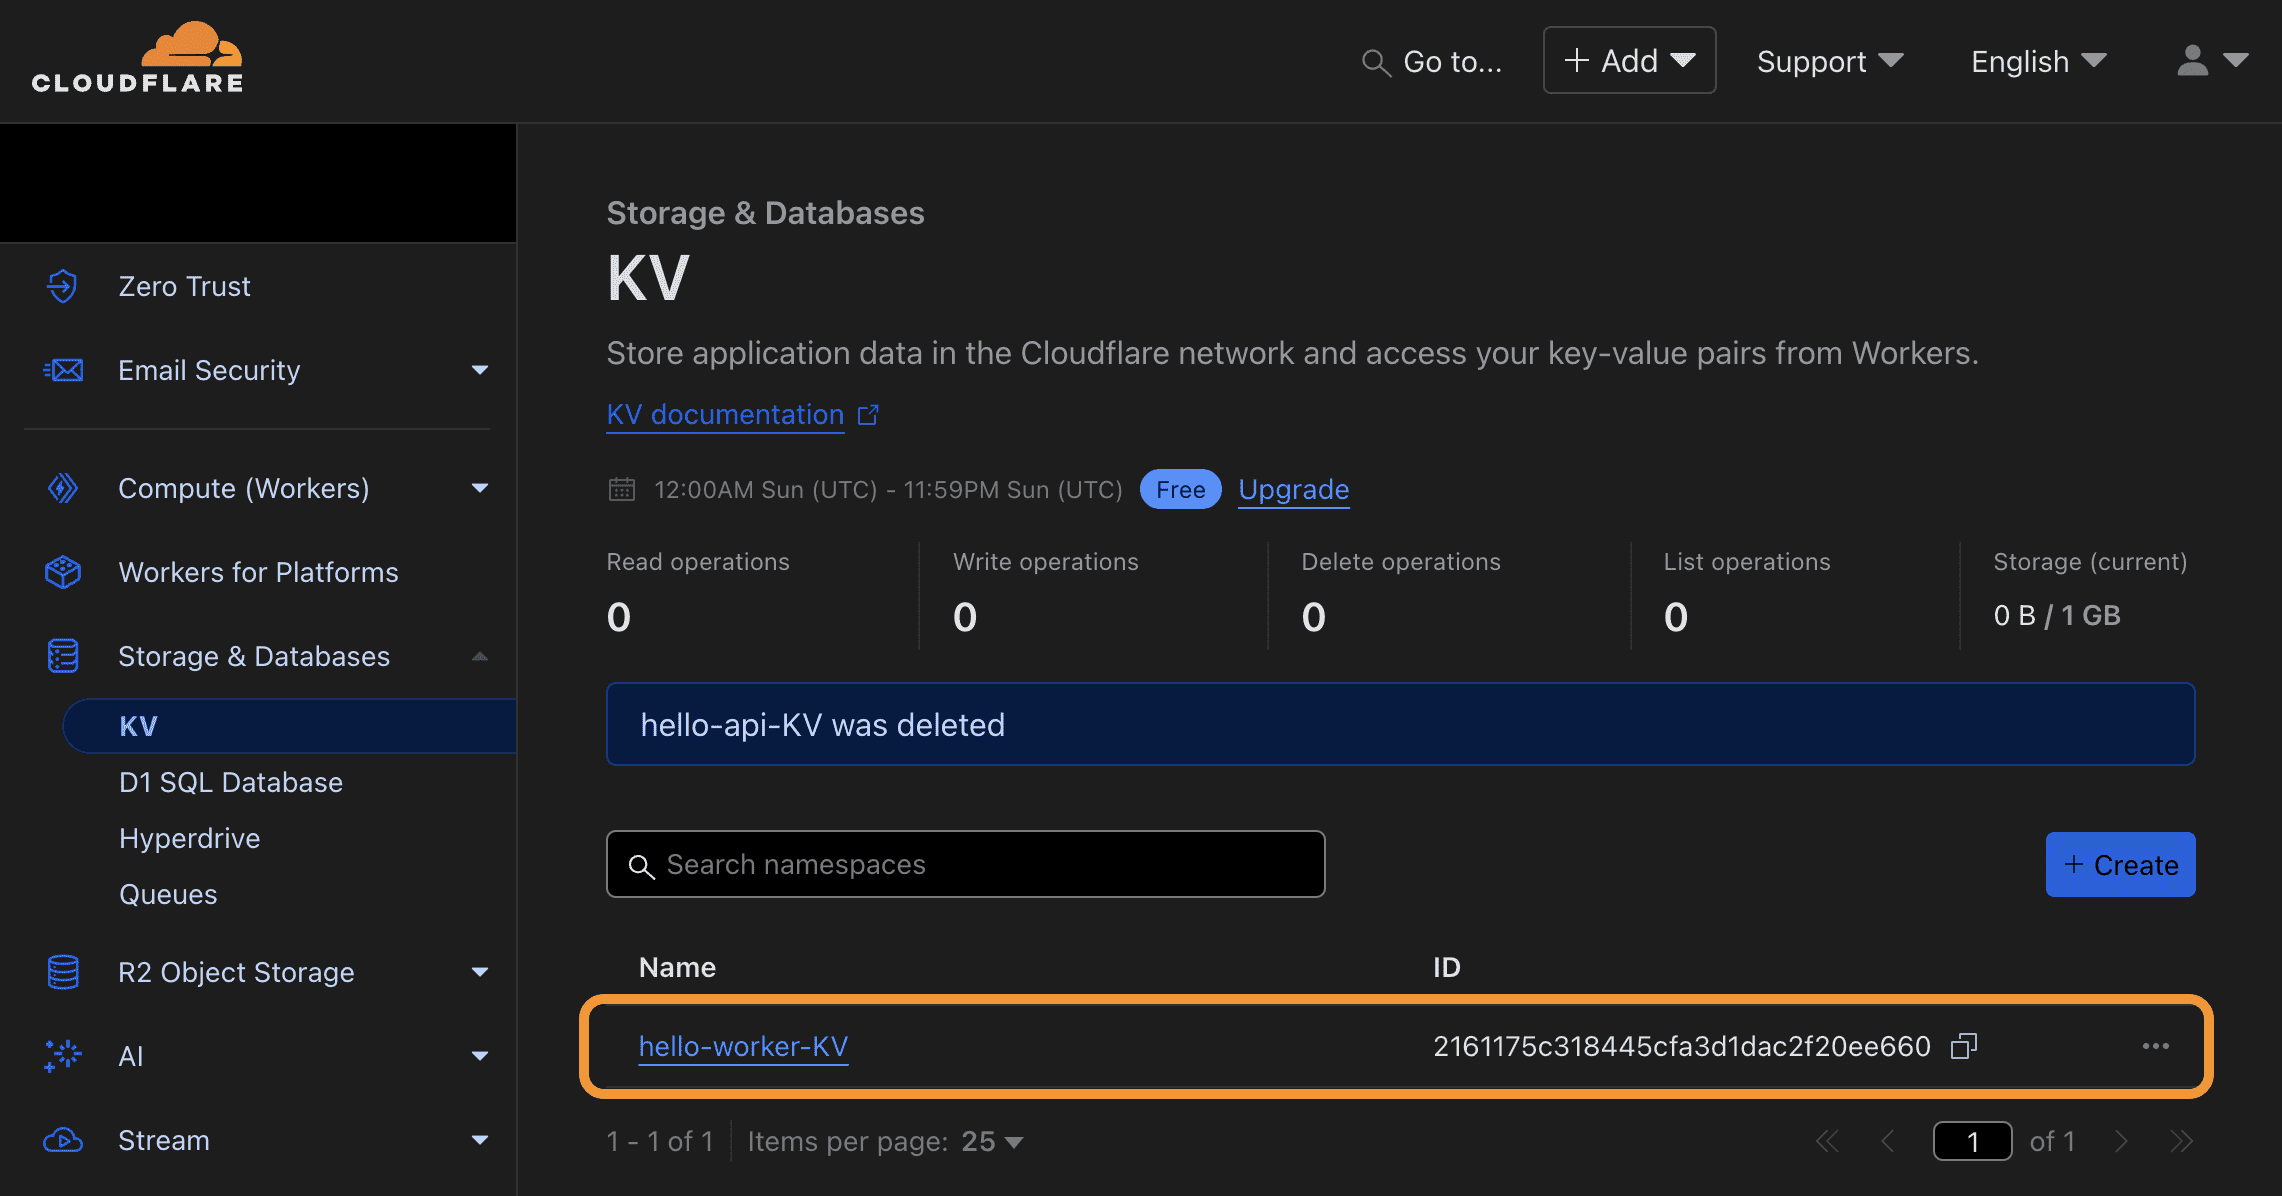 CLOUDFLARE
Go to...
+ Add
Support
English
Zero Trust
Email Security
Compute (Workers)
Workers for Platforms
Storage & Databases
KV
D1 SQL Database
Hyperdrive
Queues
R2 Object Storage
AI
Stream
Storage & Databases
KV
Store application data in the Cloudflare network and access your key-value pairs from Workers.
KV documentation
12:00AM Sun (UTC) - 11:59PM Sun (UTC) Free Upgrade
Read operations Write operations Delete operations List operations Storage (current)
0 0 0 0 0 B / 1 GB
hello-api-KV was deleted
Search namespaces
+ Create
Name ID
hello-worker-KV 2161175c318445cfa3d1dac2f20ee660
1 - 1 of 1 Items per page: 25 1 of 1